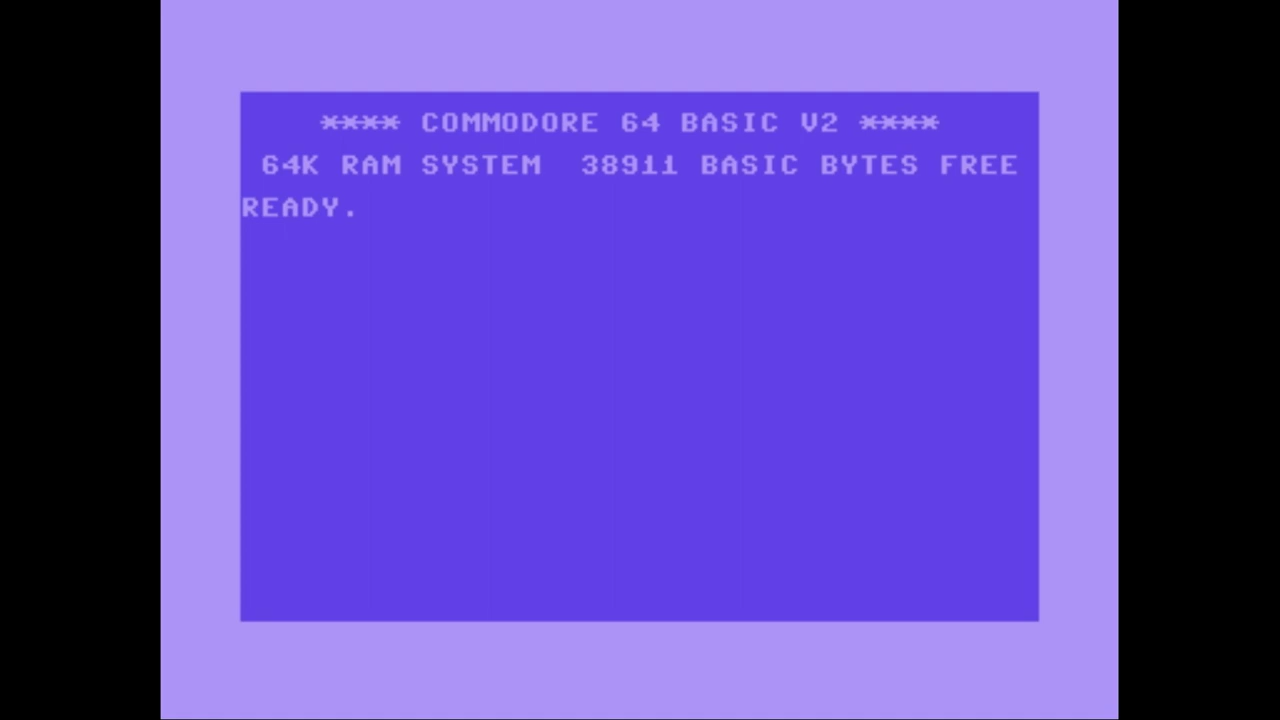 **** COMMODORE 64 BASIC V2 ****
64K RAM SYSTEM  38911 BASIC BYTES FREE
READY.